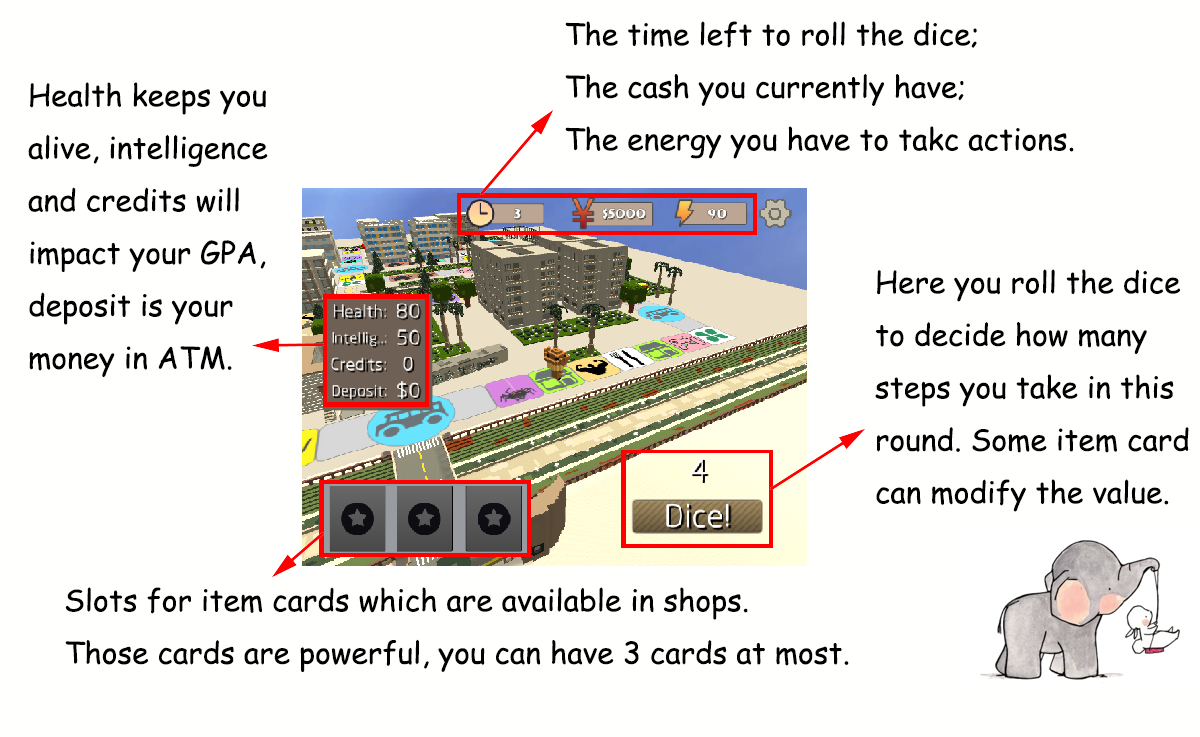 The time left to roll the dice;
The cash you currently have;
The energy you have to takc actions.
Health keeps you
alive, intelligence
and credits will
impact your GPA,
deposit is your
money in ATM.
3 $5000 90
Health: 80
Intellig... 50
Credits: 0
Deposit: $0
Here you roll the dice
to decide how many
steps you take in this
round. Some item card
can modify the value.
4
Dice!
Slots for item cards which are available in shops.
Those cards are powerful, you can have 3 cards at most.